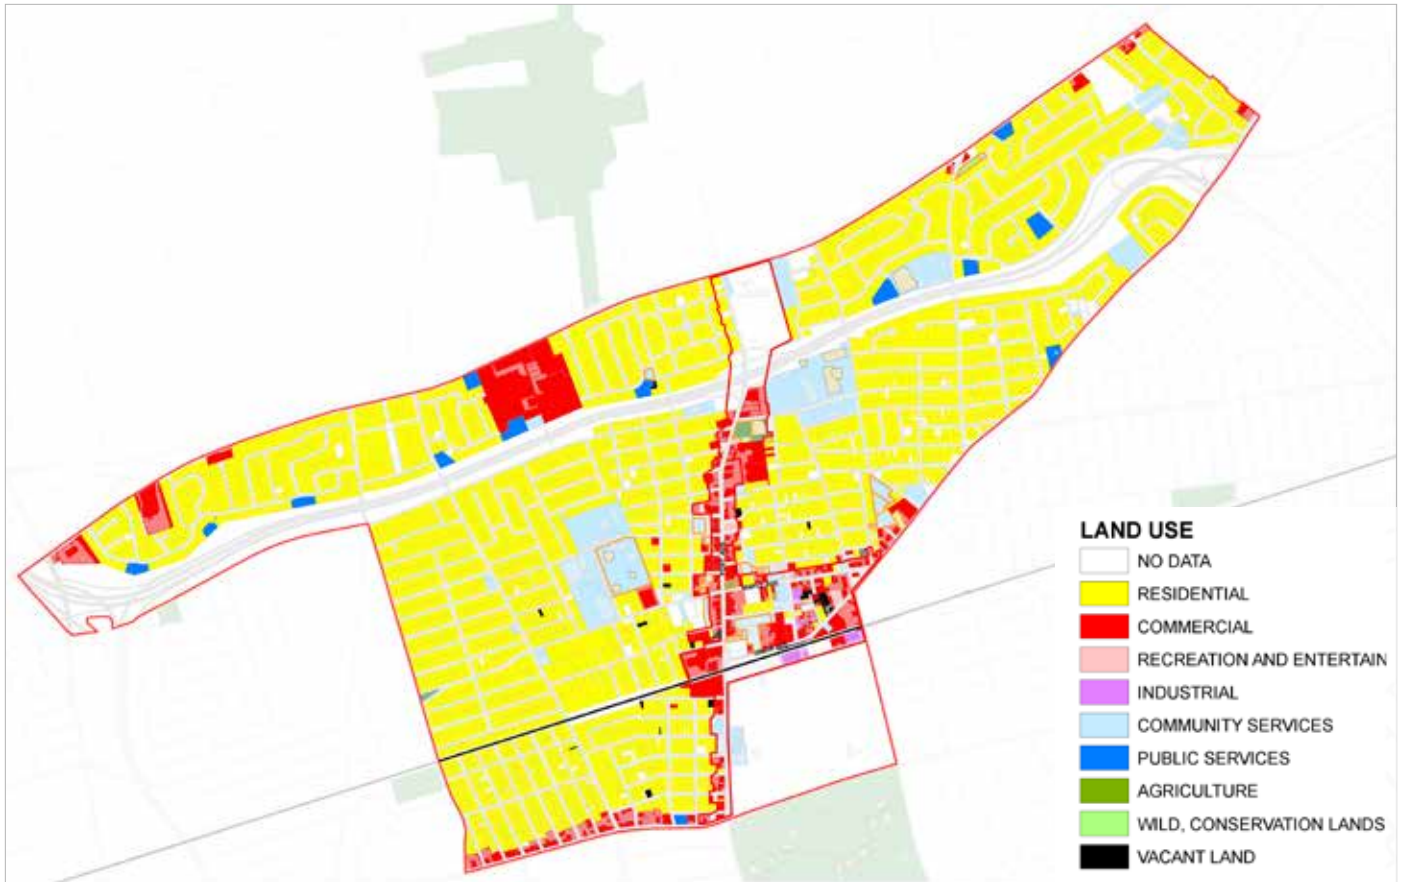 LAND USE
NO DATA
RESIDENTIAL
COMMERCIAL
RECREATION AND ENTERTAIN
INDUSTRIAL
COMMUNITY SERVICES
PUBLIC SERVICES
AGRICULTURE
WILD, CONSERVATION LANDS
VACANT LAND